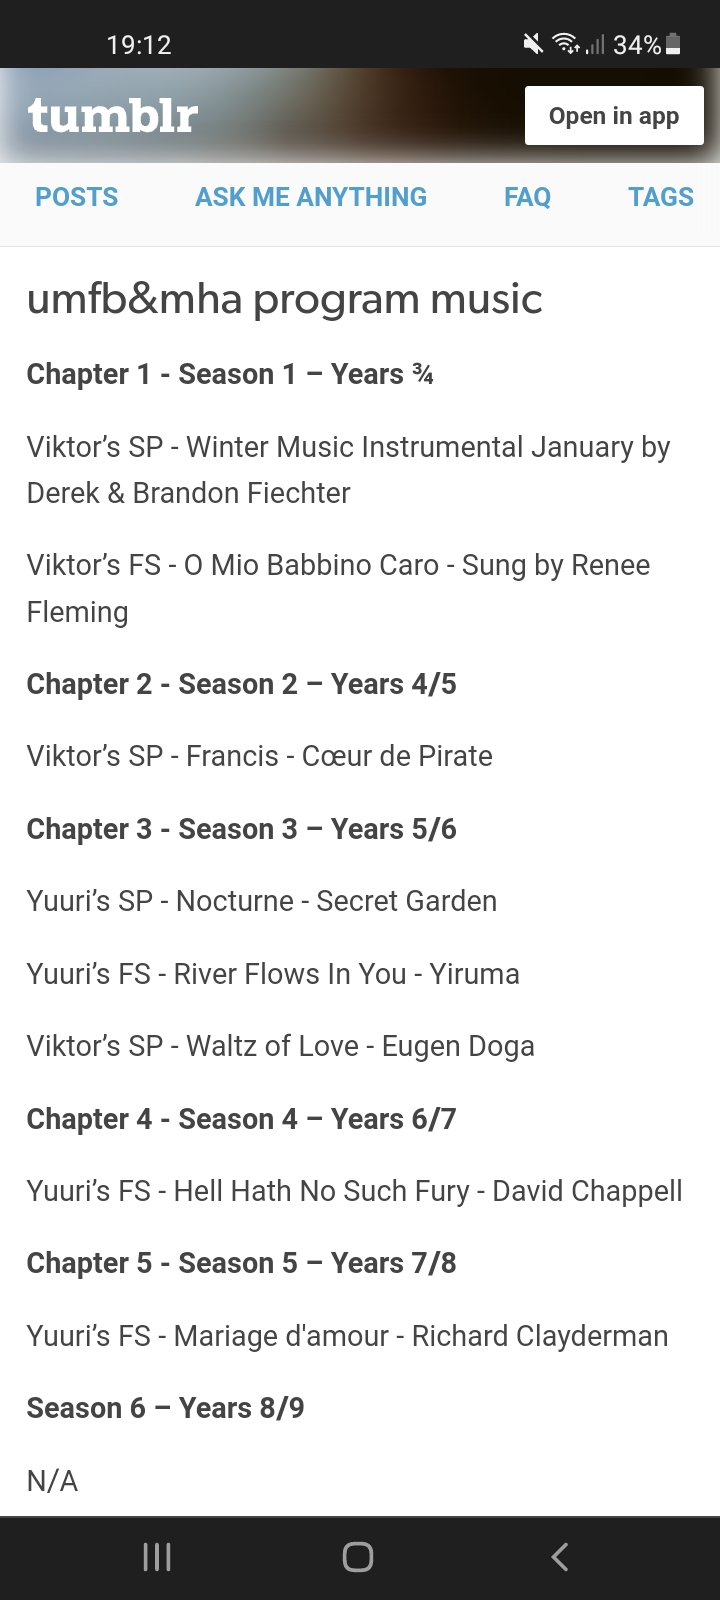 19:12 34%
tumblr Open in app
POSTS ASK ME ANYTHING FAQ TAGS
umfb&mha program music
Chapter 1 - Season 1 – Years ¾
Viktor’s SP - Winter Music Instrumental January by
Derek & Brandon Fiechter
Viktor’s FS - O Mio Babbino Caro - Sung by Renee
Fleming
Chapter 2 - Season 2 – Years 4/5
Viktor’s SP - Francis - Cœur de Pirate
Chapter 3 - Season 3 – Years 5/6
Yuuri’s SP - Nocturne - Secret Garden
Yuuri’s FS - River Flows In You - Yiruma
Viktor’s SP - Waltz of Love - Eugen Doga
Chapter 4 - Season 4 – Years 6/7
Yuuri’s FS - Hell Hath No Such Fury - David Chappell
Chapter 5 - Season 5 – Years 7/8
Yuuri’s FS - Mariage d'amour - Richard Clayderman
Season 6 – Years 8/9
N/A